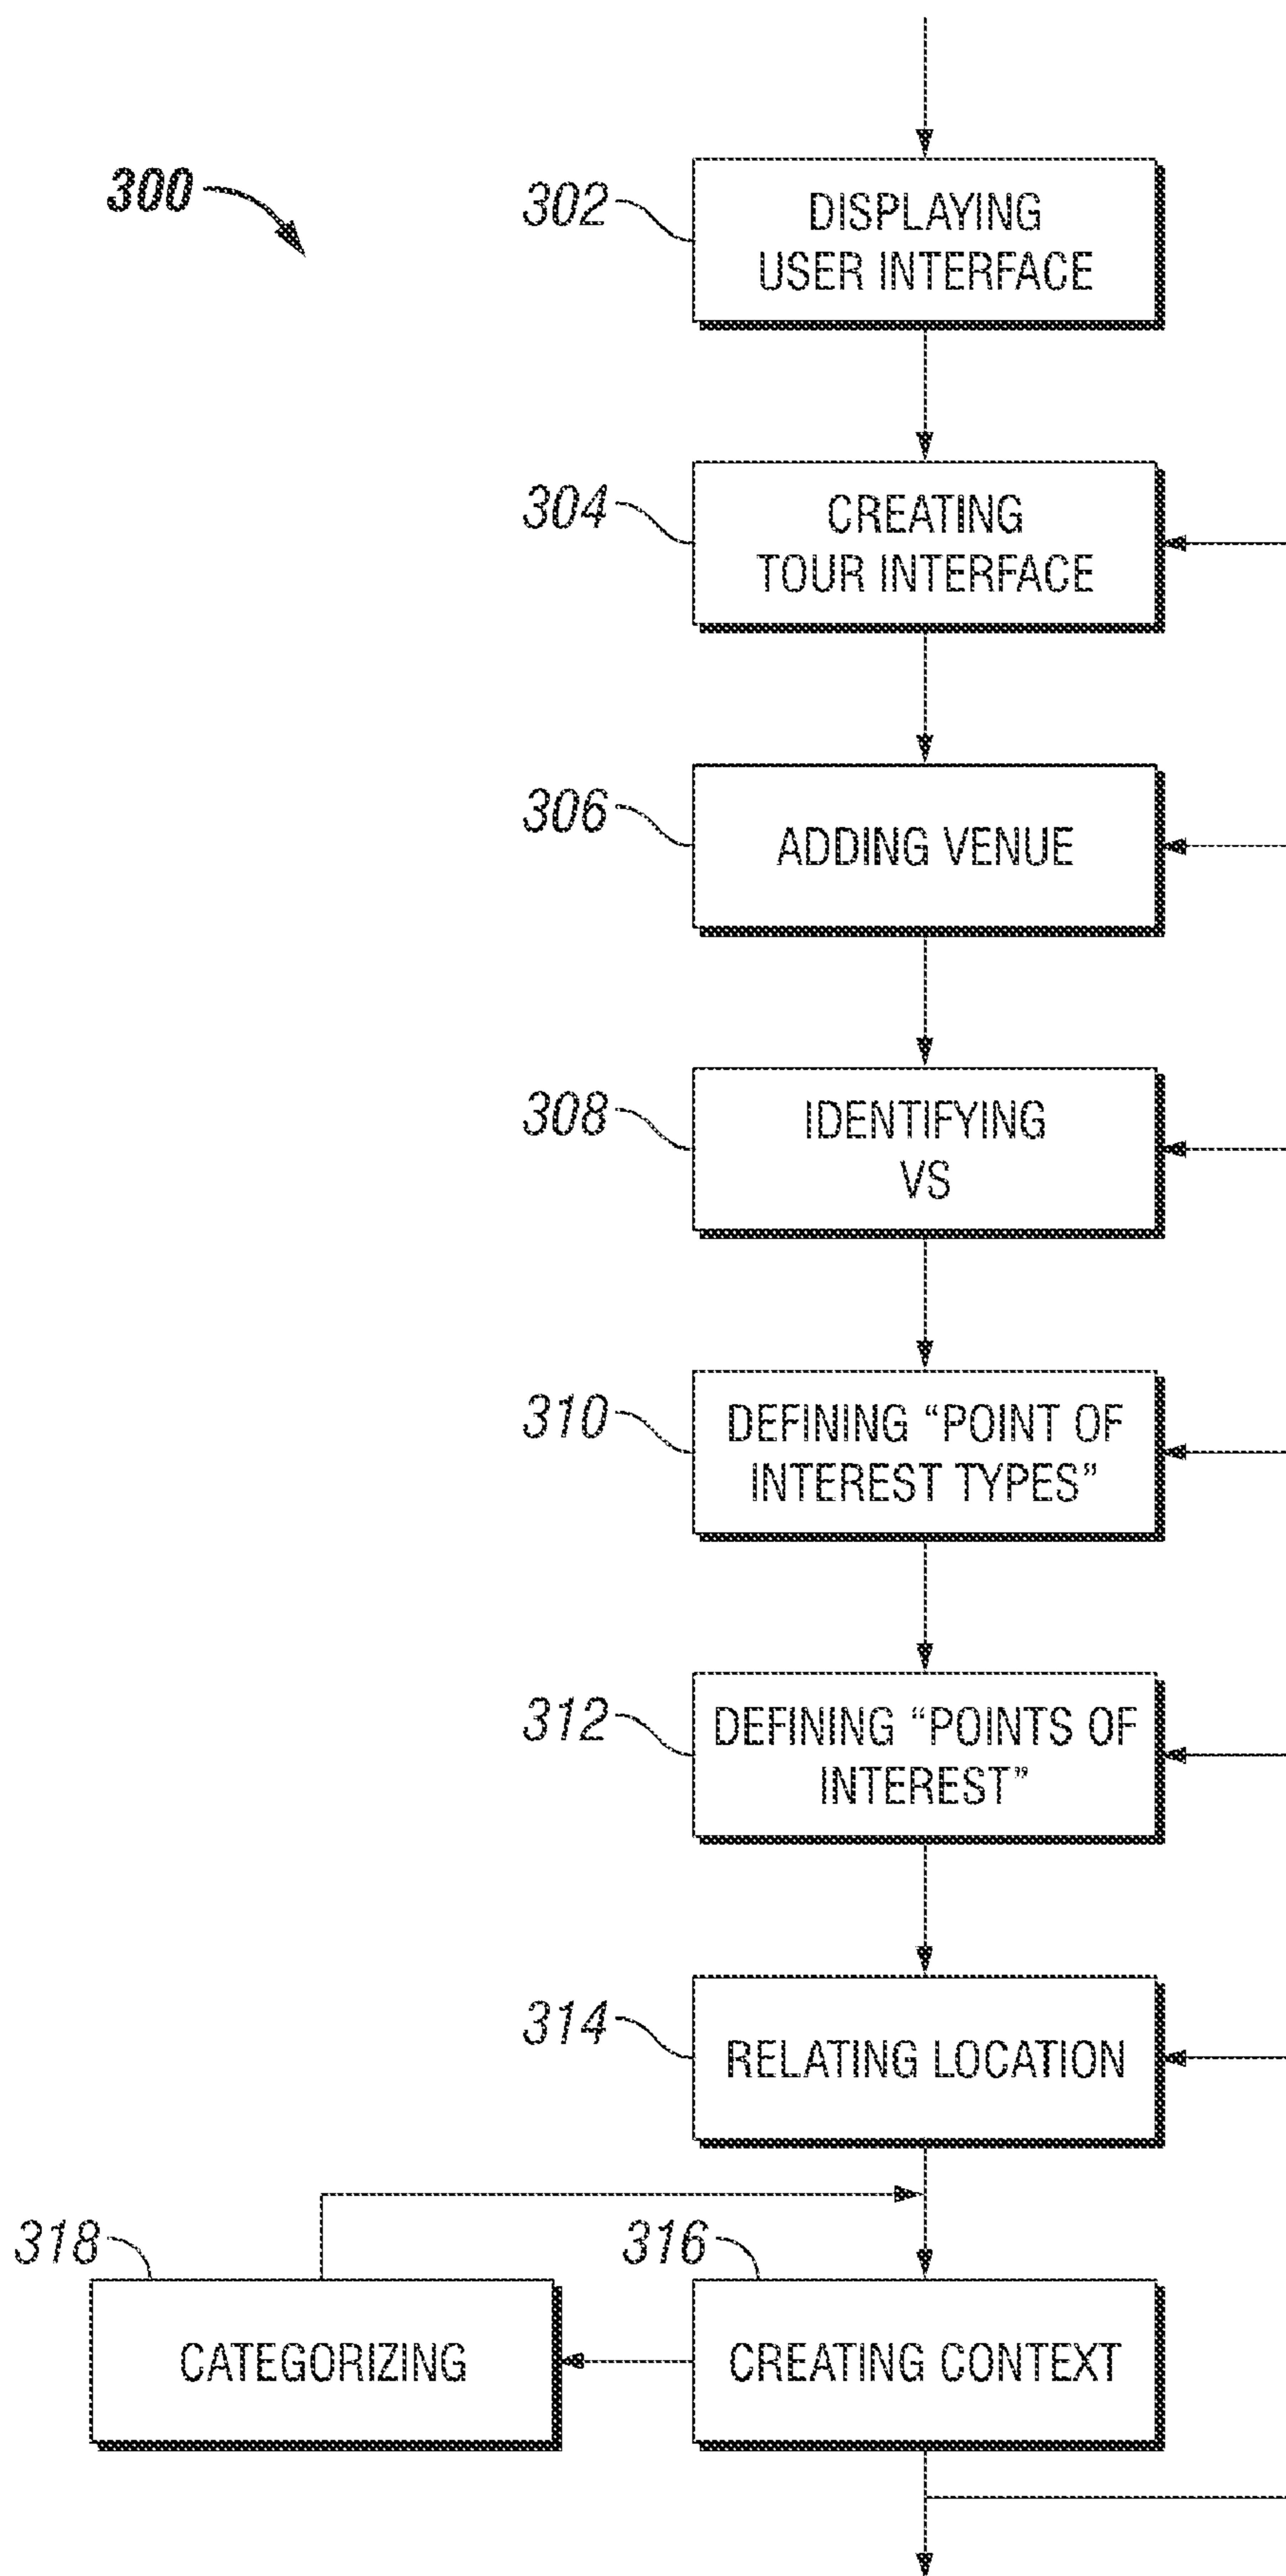 300
302
DISPLAYING
USER INTERFACE
304
CREATING
TOUR INTERFACE
306
ADDING VENUE
308
IDENTIFYING
VS
310
DEFINING “POINT OF
INTEREST TYPES”
312
DEFINING “POINTS OF
INTEREST”
314
RELATING LOCATION
318
316
CATEGORIZING
CREATING CONTEXT